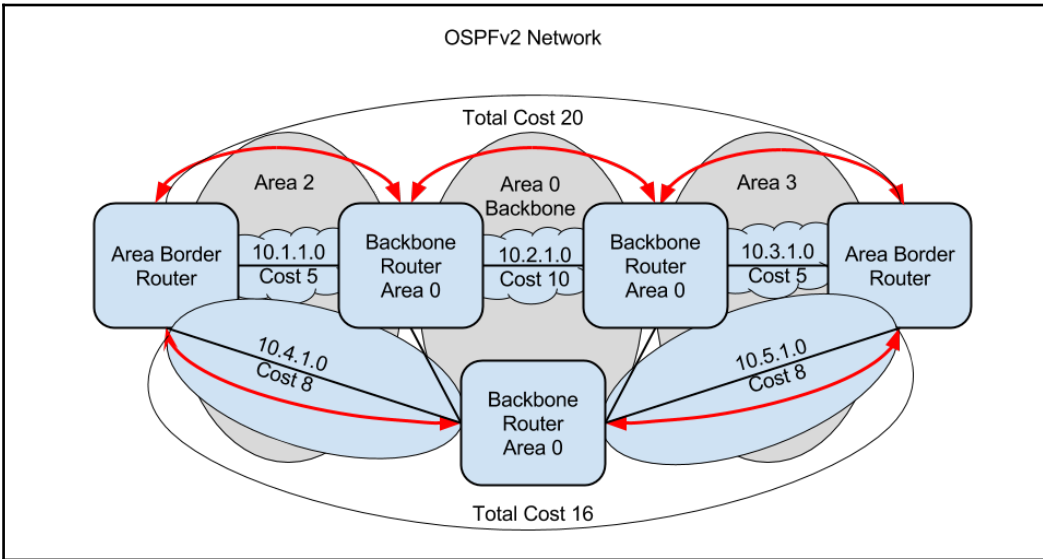 OSPFv2 Network
Total Cost 20
Area 2
Area 0
Backbone
Area 3
Area Border
Router
10.1.1.0
Cost 5
Backbone
Router
Area 0
10.2.1.0
Cost 10
Backbone
Router
Area 0
10.3.1.0
Cost 5
Area Border
Router
10.4.1.0
Cost 8
Backbone
Router
Area 0
10.5.1.0
Cost 8
Total Cost 16